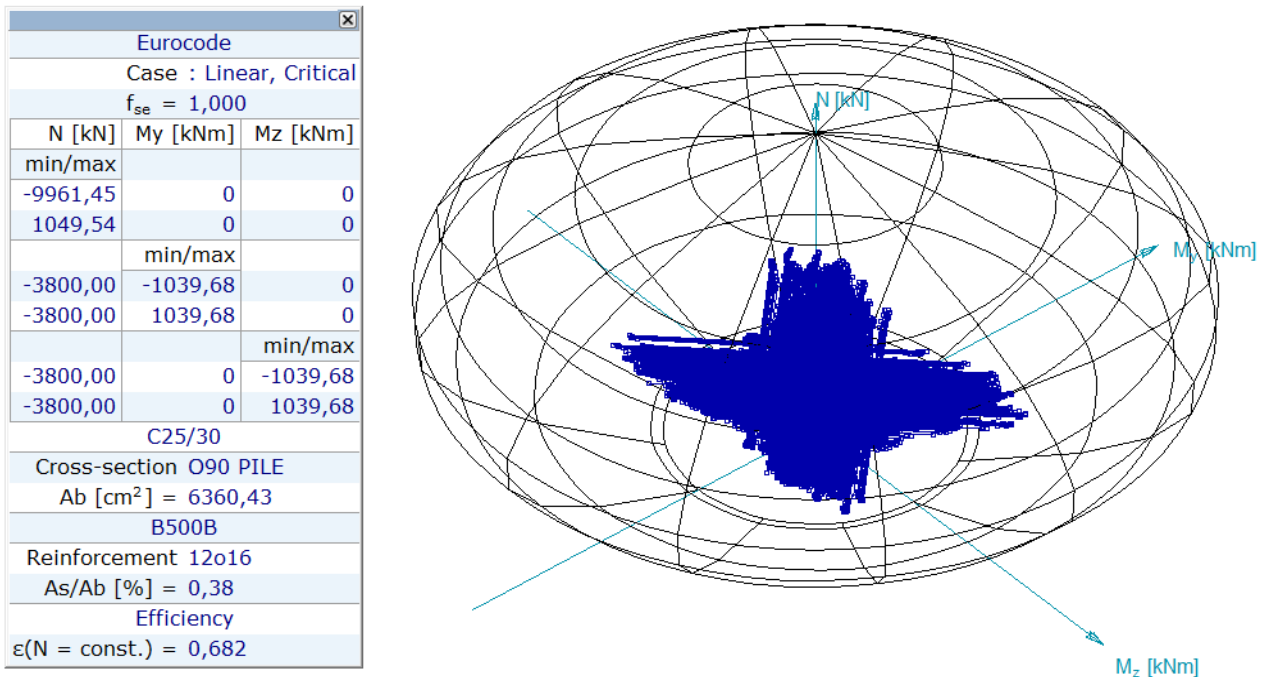 Eurocode
Case : Linear, Critical
fse = 1,000
N [kN] My [kNm] Mz [kNm]
min/max
-9961,45 0 0
1049,54 0 0
min/max
-3800,00 -1039,68 0
-3800,00 1039,68 0
min/max
-3800,00 0 -1039,68
-3800,00 0 1039,68
C25/30
Cross-section O90 PILE
Ab [cm²] = 6360,43
B500B
Reinforcement 12o16
As/Ab [%] = 0,38
Efficiency
ε(N = const.) = 0,682
N [kN]
My [kNm]
Mz [kNm]